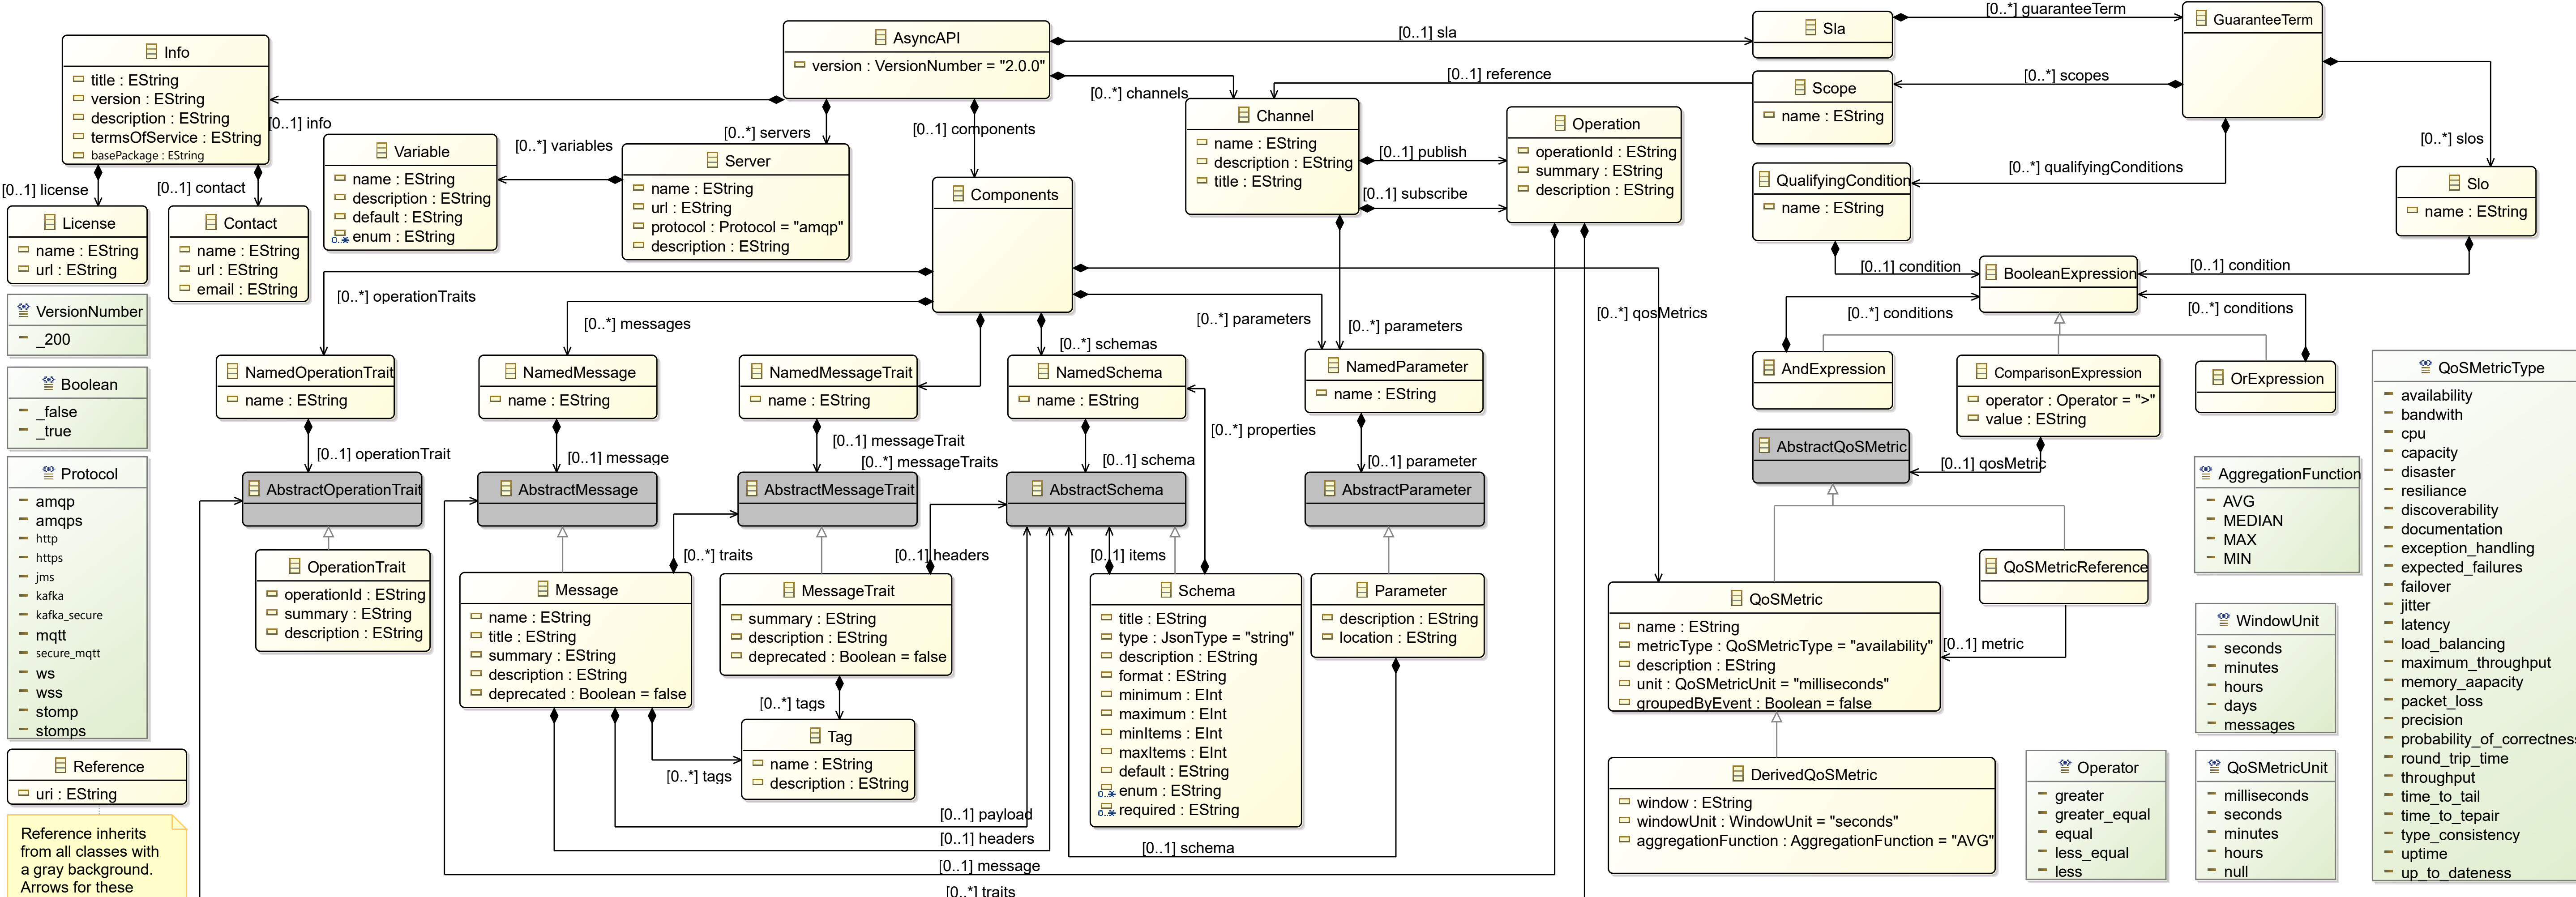 AsyncAPI
version : VersionNumber = "2.0.0"
[0..1] sla
Sla
[0..*] guaranteeTerm
GuaranteeTerm
Info
title : EString
version : EString
description : EString
termsOfService : EString
basePackage : EString
[0..1] info
[0..*] channels
[0..1] reference
Scope
name : EString
[0..*] scopes
[0..*] slos
[0..1] license
[0..1] contact
License
name : EString
url : EString
Contact
name : EString
url : EString
email : EString
Variable
name : EString
description : EString
default : EString
0..*
enum : EString
[0..*] variables
[0..*] servers
Server
name : EString
url : EString
protocol : Protocol = "amqp"
description : EString
[0..1] components
Components
Channel
name : EString
description : EString
title : EString
[0..1] publish
[0..1] subscribe
Operation
operationId : EString
summary : EString
description : EString
QualifyingCondition
name : EString
[0..*] qualifyingConditions
Slo
name : EString
[0..1] condition
BooleanExpression
[0..1] condition
[0..*] conditions
[0..*] conditions
VersionNumber
_200
Boolean
_false
_true
Protocol
amqp
amqps
http
https
jms
kafka
kafka_secure
mqtt
secure_mqtt
ws
wss
stomp
stomps
Reference
uri : EString
Reference inherits
from all classes with
a gray background.
Arrows for these
[0..*] operationTraits
[0..*] messages
[0..*] schemas
[0..*] parameters
[0..*] parameters
[0..*] qosMetrics
NamedOperationTrait
name : EString
NamedMessage
name : EString
NamedMessageTrait
name : EString
NamedSchema
name : EString
NamedParameter
name : EString
[0..1] operationTrait
[0..1] message
[0..1] messageTrait
[0..*] messageTraits
[0..1] schema
[0..*] properties
[0..1] parameter
AbstractOperationTrait
AbstractMessage
AbstractMessageTrait
AbstractSchema
AbstractParameter
OperationTrait
operationId : EString
summary : EString
description : EString
[0..*] traits
[0..1] headers
[0..1] items
Message
name : EString
title : EString
summary : EString
description : EString
deprecated : Boolean = false
MessageTrait
summary : EString
description : EString
deprecated : Boolean = false
[0..*] tags
Tag
name : EString
description : EString
[0..*] tags
Schema
title : EString
type : JsonType = "string"
description : EString
format : EString
minimum : EInt
maximum : EInt
minItems : EInt
maxItems : EInt
default : EString
0..*
enum : EString
0..*
required : EString
Parameter
description : EString
location : EString
[0..1] payload
[0..1] headers
[0..1] schema
[0..1] message
[0..*] traits
AndExpression
ComparisonExpression
operator : Operator = ">"
value : EString
OrExpression
AbstractQoSMetric
[0..1] qosMetric
QoSMetricReference
QoSMetric
name : EString
metricType : QoSMetricType = "availability"
description : EString
unit : QoSMetricUnit = "milliseconds"
groupedByEvent : Boolean = false
[0..1] metric
DerivedQoSMetric
window : EString
windowUnit : WindowUnit = "seconds"
aggregationFunction : AggregationFunction = "AVG"
Operator
greater
greater_equal
equal
less_equal
less
AggregationFunction
AVG
MEDIAN
MAX
MIN
WindowUnit
seconds
minutes
hours
days
messages
QoSMetricUnit
milliseconds
seconds
minutes
hours
null
QoSMetricType
availability
bandwith
cpu
capacity
disaster
resiliance
discoverability
documentation
exception_handling
expected_failures
failover
jitter
latency
load_balancing
maximum_throughput
memory_aapacity
packet_loss
precision
probability_of_correctness
round_trip_time
throughput
time_to_tail
time_to_tepair
type_consistency
uptime
up_to_dateness